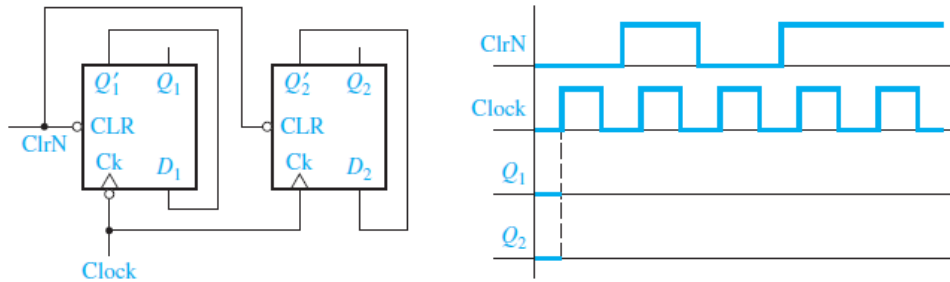 Q′₁ Q₁
CLR
Ck D₁
ClrN
Q′₂ Q₂
CLR
Ck D₂
Clock
ClrN
Clock
Q₁
Q₂